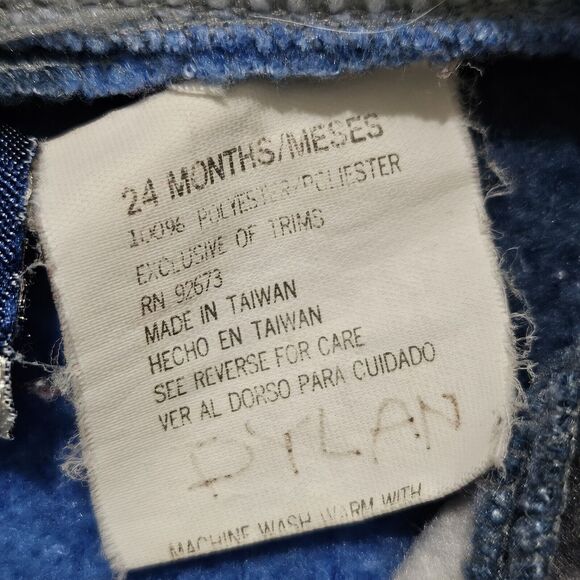 24 MONTHS/MESES
100% POLYESTER/POLIESTER
EXCLUSIVE OF TRIMS
RN 92673
MADE IN TAIWAN
HECHO EN TAIWAN
SEE REVERSE FOR CARE
VER AL DORSO PARA CUIDADO
DYLAN
MACHINE WASH WARM WITH